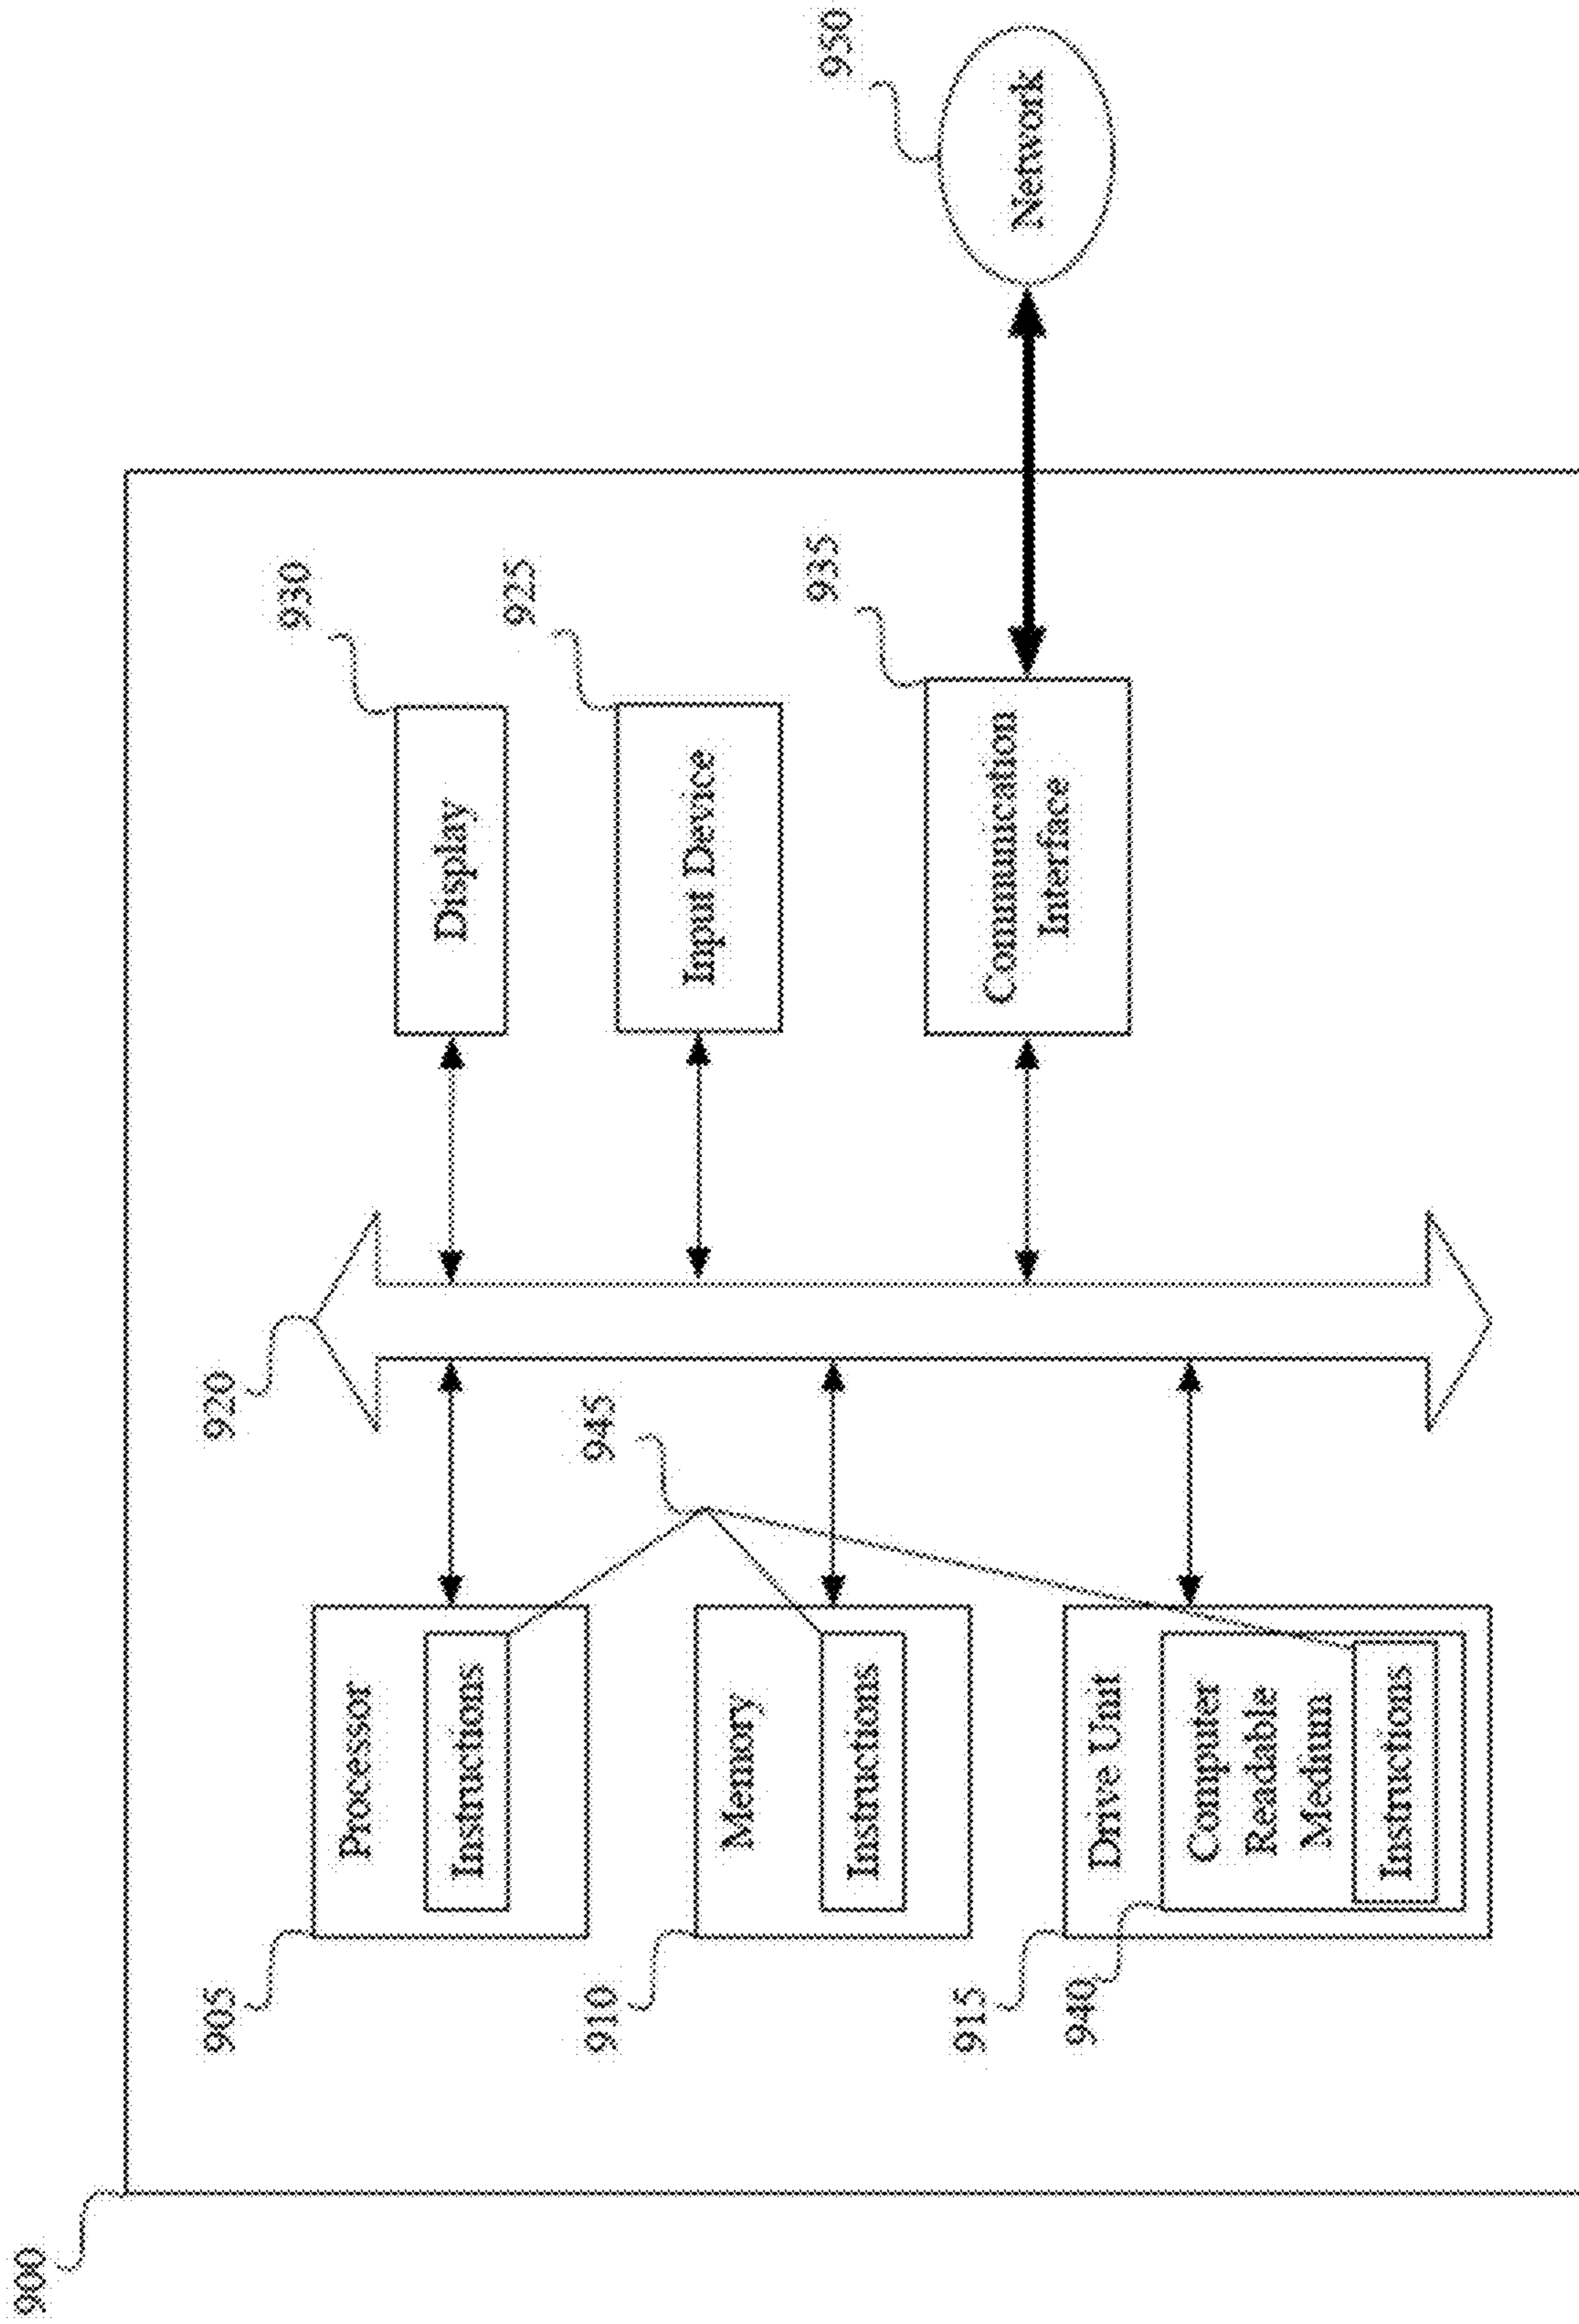 900
905
Processor
Instructions
910
Memory
Instructions
915
940
Drive Unit
Computer
Readable
Medium
Instructions
920
945
930
Display
925
Input Device
935
Communication
Interface
950
Network